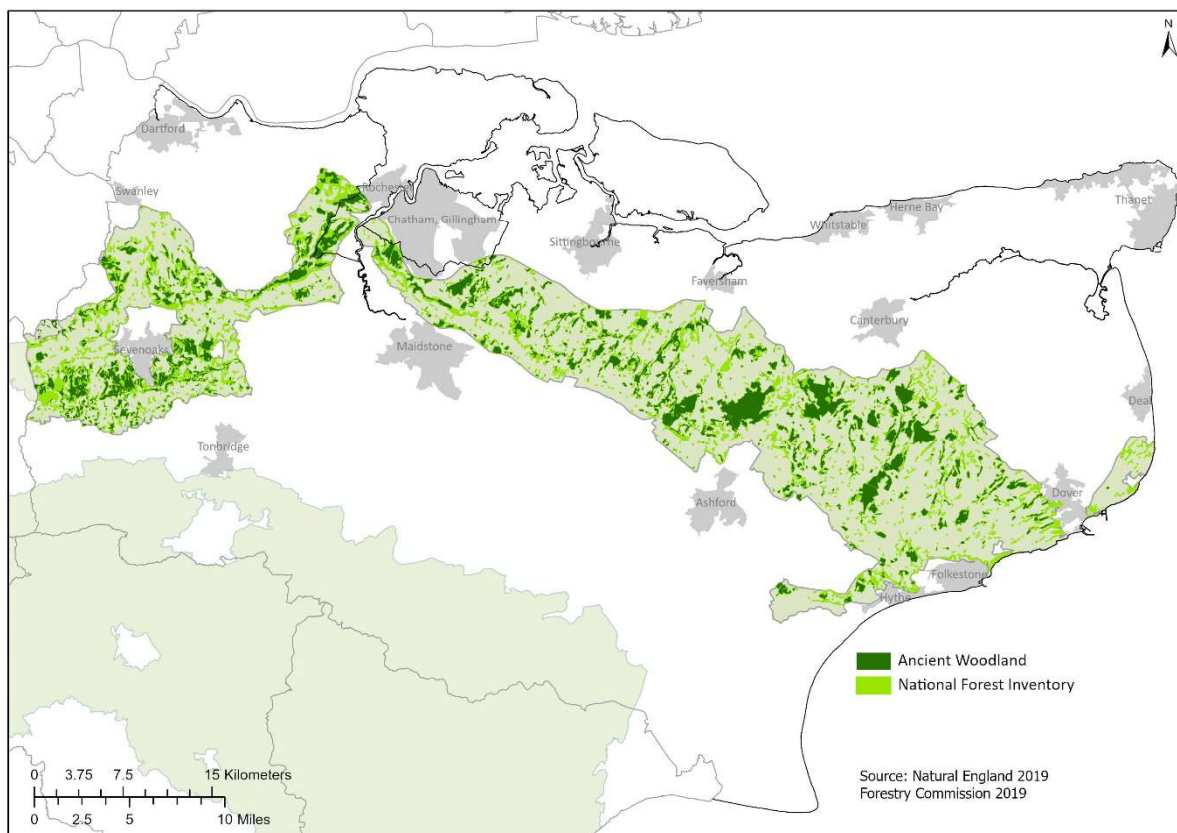 N
Dartford
Swanley
Rochester
Chatham, Gillingham
Sittingbourne
Whitstable
Herne Bay
Thanet
Faversham
Canterbury
Sevenoaks
Maidstone
Deal
Tonbridge
Ashford
Dover
Folkestone
Hythe
Ancient Woodland
National Forest Inventory
0 3.75 7.5 15 Kilometers
0 2.5 5 10 Miles
Source: Natural England 2019
Forestry Commission 2019